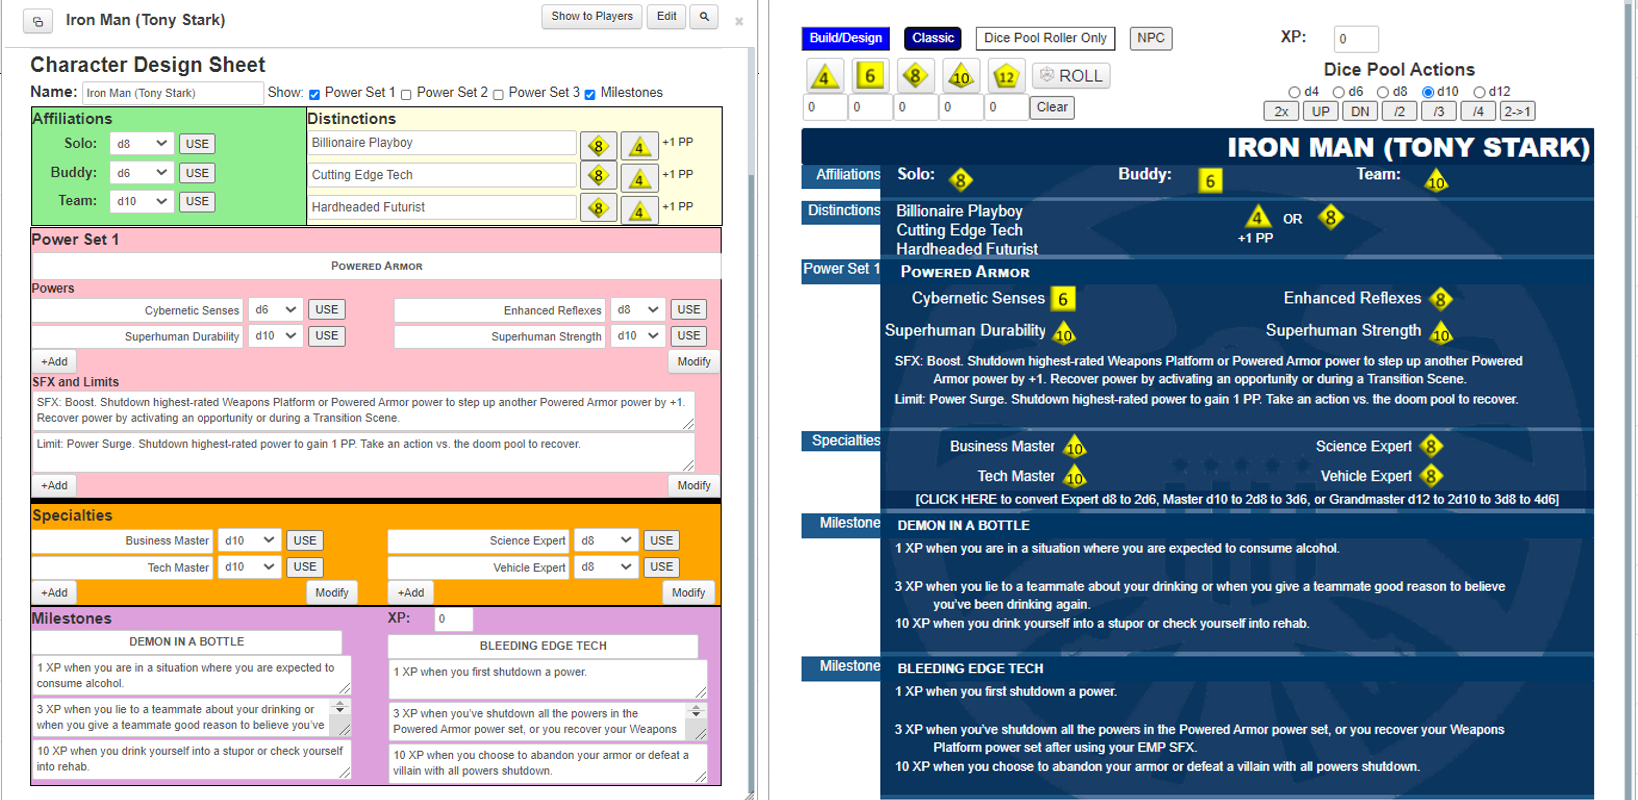 Iron Man (Tony Stark)
Show to Players
Edit
Character Design Sheet
Name: Iron Man (Tony Stark) Show: Power Set 1 Power Set 2 Power Set 3 Milestones
Affiliations
Solo: d8 USE
Buddy: d6 USE
Team: d10 USE
Distinctions
Billionaire Playboy 8 4 +1 PP
Cutting Edge Tech 8 4 +1 PP
Hardheaded Futurist 8 4 +1 PP
Power Set 1
POWERED ARMOR
Powers
Cybernetic Senses d6 USE Enhanced Reflexes d8 USE
Superhuman Durability d10 USE Superhuman Strength d10 USE
+Add Modify
SFX and Limits
SFX: Boost. Shutdown highest-rated Weapons Platform or Powered Armor power to step up another Powered Armor power by +1.
Recover power by activating an opportunity or during a Transition Scene.
Limit: Power Surge. Shutdown highest-rated power to gain 1 PP. Take an action vs. the doom pool to recover.
+Add Modify
Specialties
Business Master d10 USE Science Expert d8 USE
Tech Master d10 USE Vehicle Expert d8 USE
+Add Modify +Add Modify
Milestones XP: 0
DEMON IN A BOTTLE
1 XP when you are in a situation where you are expected to
consume alcohol.
3 XP when you lie to a teammate about your drinking or
when you give a teammate good reason to believe you've
10 XP when you drink yourself into a stupor or check yourself
into rehab.
BLEEDING EDGE TECH
1 XP when you first shutdown a power.
3 XP when you've shutdown all the powers in the
Powered Armor power set, or you recover your Weapons
10 XP when you choose to abandon your armor or defeat a
villain with all powers shutdown.
Build/Design Classic Dice Pool Roller Only NPC XP: 0
4 6 8 10 12 ROLL
0 0 0 0 0 Clear
Dice Pool Actions
d4 d6 d8 d10 d12
2x UP DN /2 /3 /4 2->1
IRON MAN (TONY STARK)
Affiliations Solo: 8 Buddy: 6 Team: 10
Distinctions Billionaire Playboy 4 OR 8
Cutting Edge Tech +1 PP
Hardheaded Futurist
Power Set 1 POWERED ARMOR
Cybernetic Senses 6 Enhanced Reflexes 8
Superhuman Durability 10 Superhuman Strength 10
SFX: Boost. Shutdown highest-rated Weapons Platform or Powered Armor power to step up another Powered
Armor power by +1. Recover power by activating an opportunity or during a Transition Scene.
Limit: Power Surge. Shutdown highest-rated power to gain 1 PP. Take an action vs. the doom pool to recover.
Specialties Business Master 10 Science Expert 8
Tech Master 10 Vehicle Expert 8
[CLICK HERE to convert Expert d8 to 2d6, Master d10 to 2d8 to 3d6, or Grandmaster d12 to 2d10 to 3d8 to 4d6]
Milestone DEMON IN A BOTTLE
1 XP when you are in a situation where you are expected to consume alcohol.
3 XP when you lie to a teammate about your drinking or when you give a teammate good reason to believe
you've been drinking again.
10 XP when you drink yourself into a stupor or check yourself into rehab.
Milestone BLEEDING EDGE TECH
1 XP when you first shutdown a power.
3 XP when you've shutdown all the powers in the Powered Armor power set, or you recover your Weapons
Platform power set after using your EMP SFX.
10 XP when you choose to abandon your armor or defeat a villain with all powers shutdown.